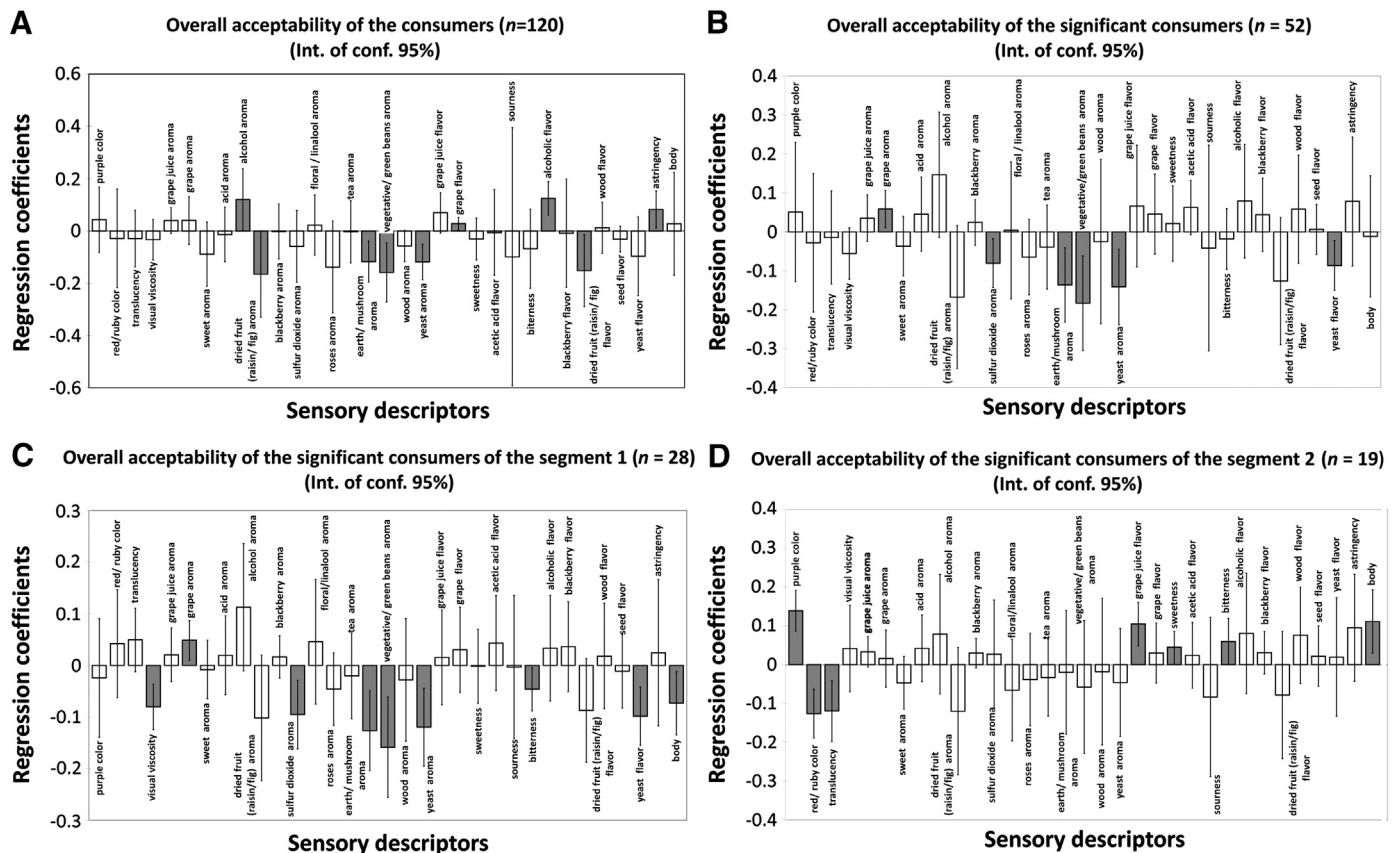 A
Overall acceptability of the consumers (n=120)
(Int. of conf. 95%)
Regression coefficients
0.6
0.4
0.2
0
-0.2
-0.4
-0.6
purple color
red/ruby color
translucency
visual viscosity
grape juice aroma
grape aroma
sweet aroma
acid aroma
alcohol aroma
dried fruit
(raisin/ fig) aroma
blackberry aroma
sulfur dioxide aroma
floral / linalool aroma
roses aroma
tea aroma
earth/ mushroom
aroma
vegetative/ green beans aroma
wood aroma
yeast aroma
grape juice flavor
grape flavor
sweetness
acetic acid flavor
sourness
bitterness
alcoholic flavor
blackberry flavor
dried fruit (raisin/ fig)
flavor
wood flavor
seed flavor
yeast flavor
astringency
body
Sensory descriptors
B
Overall acceptability of the significant consumers (n = 52)
(Int. of conf. 95%)
Regression coefficients
0.4
0.3
0.2
0.1
0
-0.1
-0.2
-0.3
-0.4
purple color
red/ruby color
translucency
visual viscosity
grape juice aroma
grape aroma
sweet aroma
acid aroma
alcohol aroma
dried fruit
(raisin/fig) aroma
blackberry aroma
sulfur dioxide aroma
floral /linalool aroma
roses aroma
tea aroma
earth/mushroom
aroma
vegetative/green beans aroma
wood aroma
yeast aroma
grape juice flavor
grape flavor
sweetness
acetic acid flavor
sourness
bitterness
alcoholic flavor
blackberry flavor
dried fruit (raisin/fig)
flavor
wood flavor
seed flavor
yeast flavor
astringency
body
Sensory descriptors
C
Overall acceptability of the significant consumers of the segment 1 (n = 28)
(Int. of conf. 95%)
Regression coefficients
0.3
0.2
0.1
0
-0.1
-0.2
-0.3
purple color
red/ ruby color
translucency
visual viscosity
grape juice aroma
grape aroma
sweet aroma
acid aroma
alcohol aroma
dried fruit
(raisin/fig) aroma
blackberry aroma
sulfur dioxide aroma
floral/linalool aroma
roses aroma
tea aroma
earth/ mushroom
aroma
vegetative/ green beans aroma
wood aroma
yeast aroma
grape juice flavor
grape flavor
sweetness
acetic acid flavor
sourness
bitterness
alcoholic flavor
blackberry flavor
dried fruit (raisin/fig)
flavor
wood flavor
seed flavor
yeast flavor
astringency
body
Sensory descriptors
D
Overall acceptability of the significant consumers of the segment 2 (n = 19)
(Int. of conf. 95%)
Regression coefficients
0.4
0.3
0.2
0.1
0
-0.1
-0.2
-0.3
-0.4
purple color
red/ ruby color
translucency
visual viscosity
grape juice aroma
grape aroma
sweet aroma
acid aroma
alcohol aroma
dried fruit
(raisin/fig) aroma
blackberry aroma
sulfur dioxide aroma
floral/linalool aroma
roses aroma
tea aroma
earth/ mushroom
aroma
vegetative/ green beans
aroma
wood aroma
yeast aroma
grape juice flavor
grape flavor
sweetness
acetic acid flavor
sourness
bitterness
alcoholic flavor
blackberry flavor
dried fruit (raisin/fig)
flavor
wood flavor
seed flavor
yeast flavor
astringency
body
Sensory descriptors